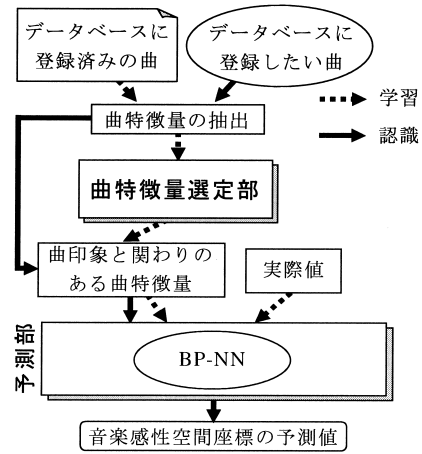 データベースに
登録済みの曲
データベースに
登録したい曲
学習
認識
曲特徴量の抽出
曲特徴量選定部
曲印象と関わりの
ある曲特徴量
実際値
予測部
BP-NN
音楽感性空間座標の予測値